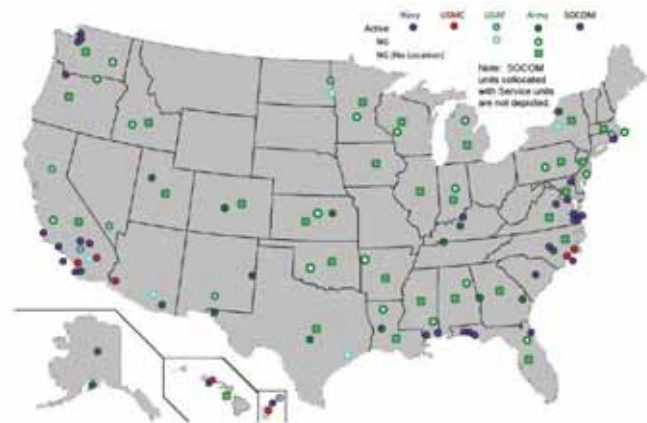 Navy USMC USAF Army SOCOM
Active
NG
NG (No Location)
Note: SOCOM
units collocated
with Service units
are not depicted.